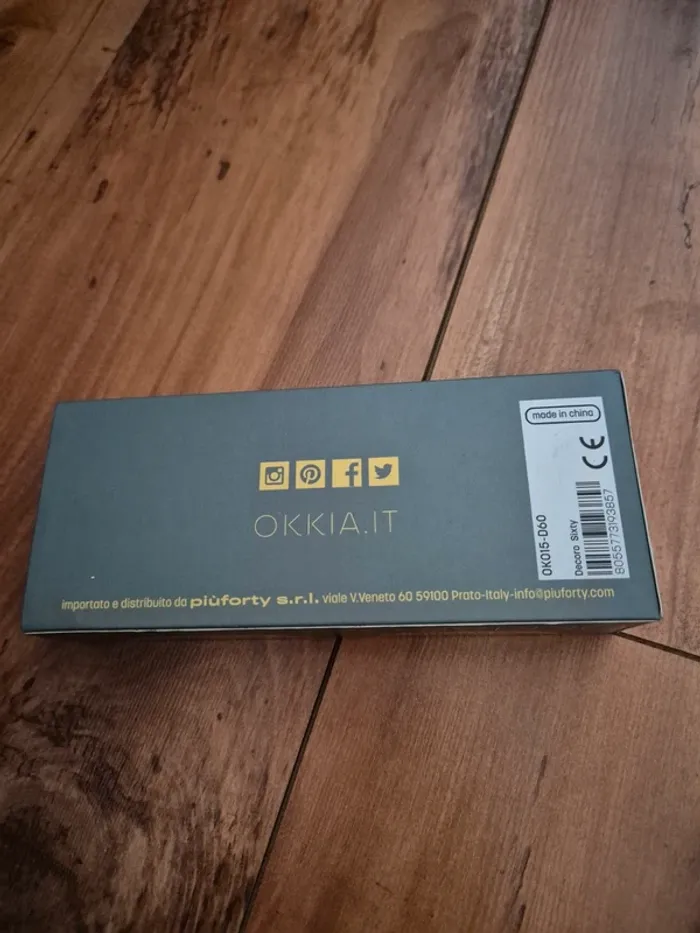 OKKIA.IT
importato e distribuito da piùforty s.r.l. viale V.Veneto 60 59100 Prato-Italy-info@piuforty.com
made in china
CE
OK015-D60
Decoro Sixty
8055773193857